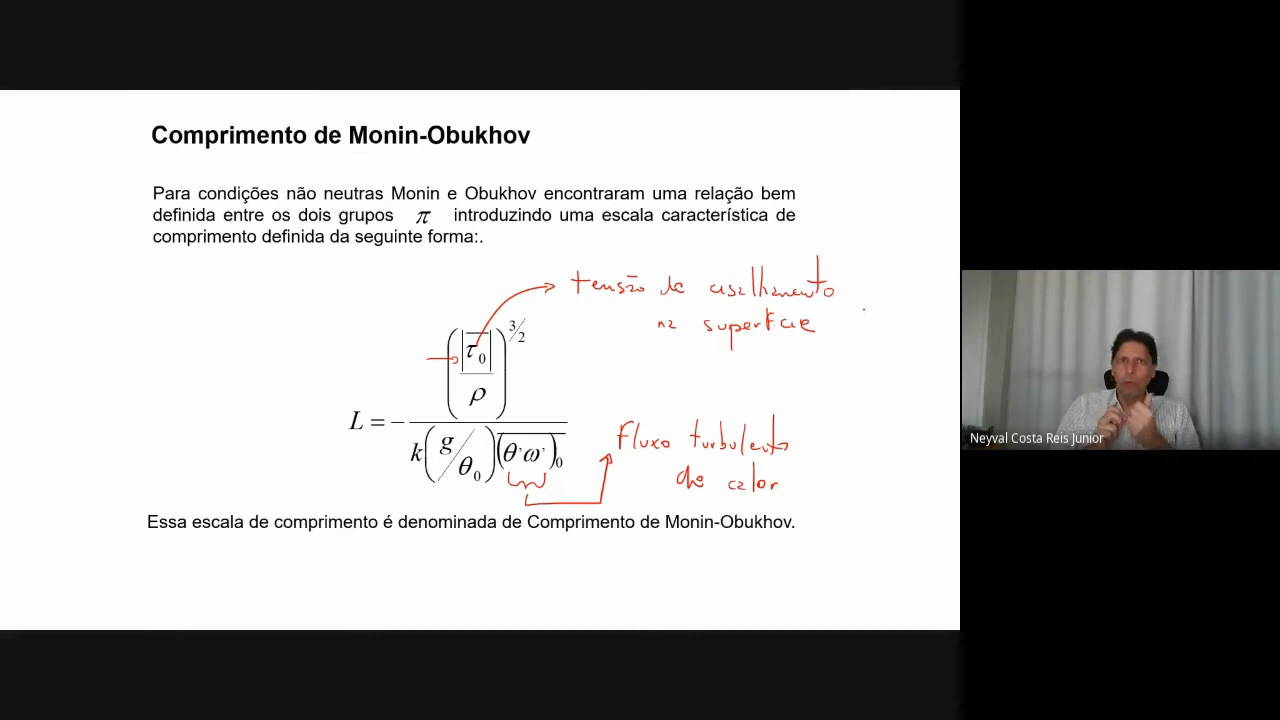 Comprimento de Monin-Obukhov
Para condições não neutras Monin e Obukhov encontraram uma relação bem
definida entre os dois grupos π introduzindo uma escala característica de
comprimento definida da seguinte forma:.
tensão de cisalhamento
na superfície
L = − (|τ̅₀|/ρ)^(3/2) / k(g/θ₀)(θ'ω')₀
Fluxo turbulento
de calor
Essa escala de comprimento é denominada de Comprimento de Monin-Obukhov.
Neyval Costa Reis Junior